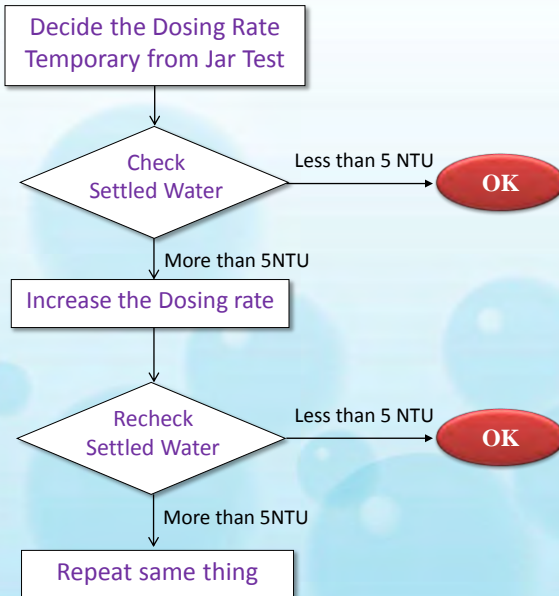 Decide the Dosing Rate
Temporary from Jar Test
Check
Settled Water
Less than 5 NTU
OK
More than 5NTU
Increase the Dosing rate
Recheck
Settled Water
Less than 5 NTU
OK
More than 5NTU
Repeat same thing